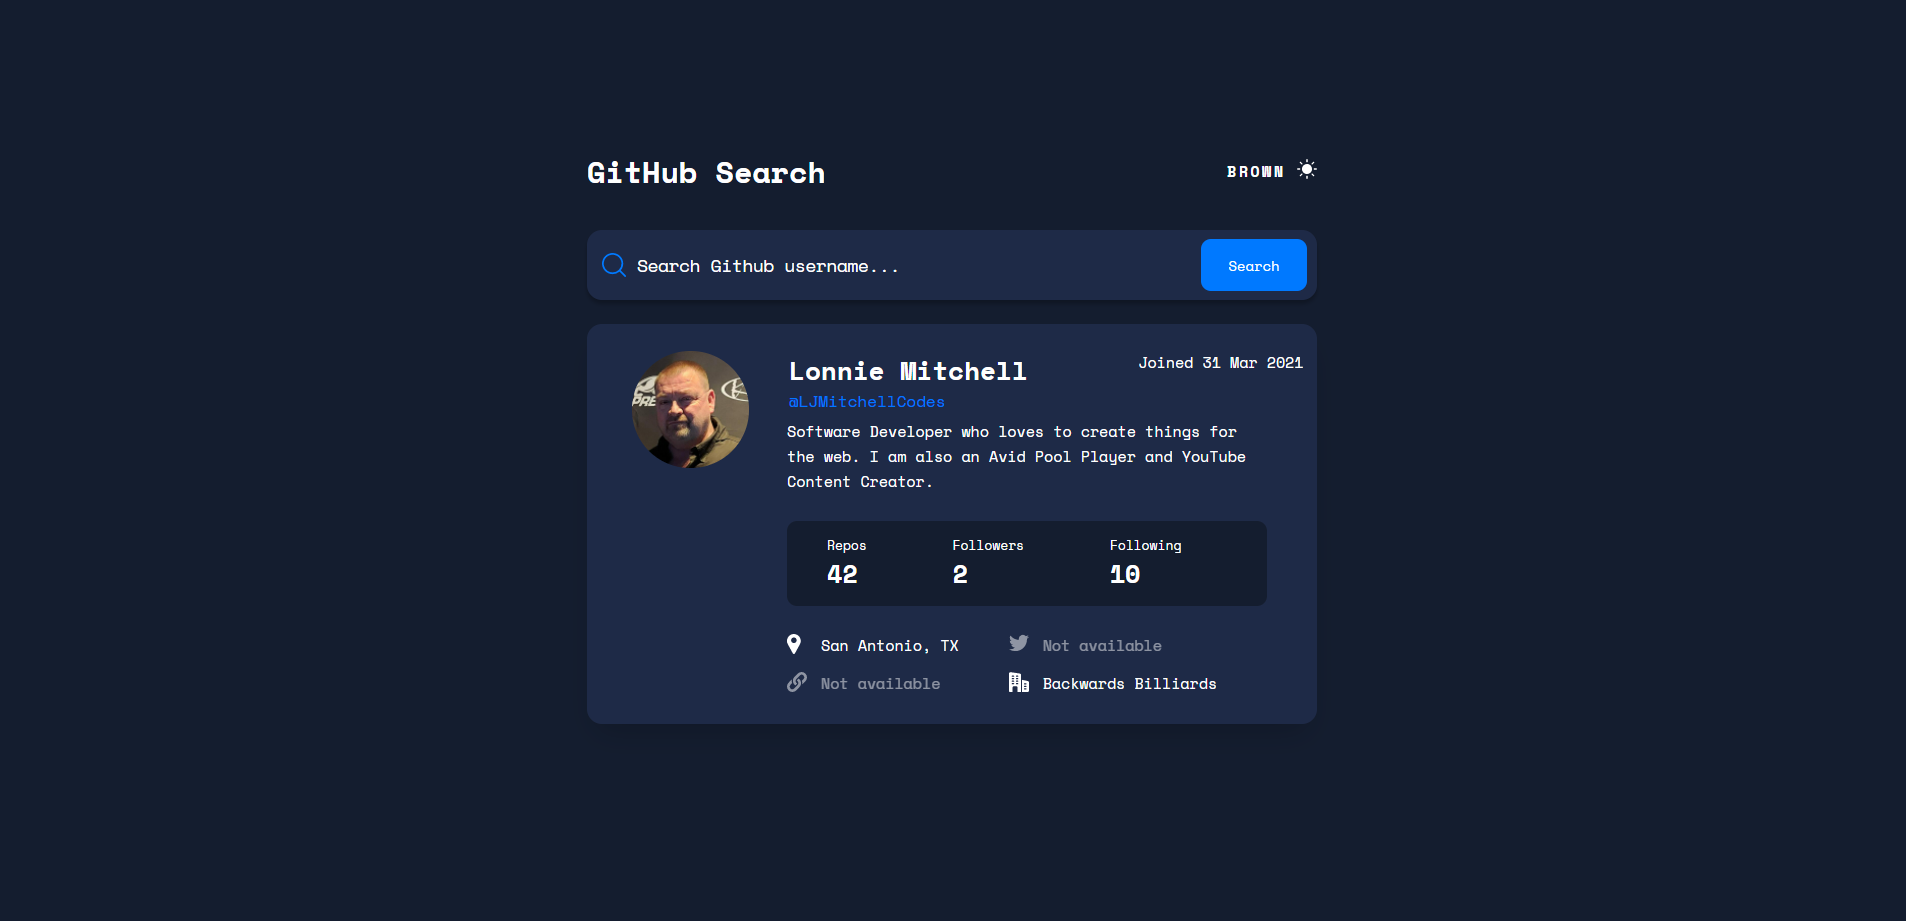 GitHub Search
BROWN
Search Github username...
Search
Lonnie Mitchell
Joined 31 Mar 2021
@LJMitchellCodes
Software Developer who loves to create things for
the web. I am also an Avid Pool Player and YouTube
Content Creator.
Repos
Followers
Following
42
2
10
San Antonio, TX
Not available
Not available
Backwards Billiards